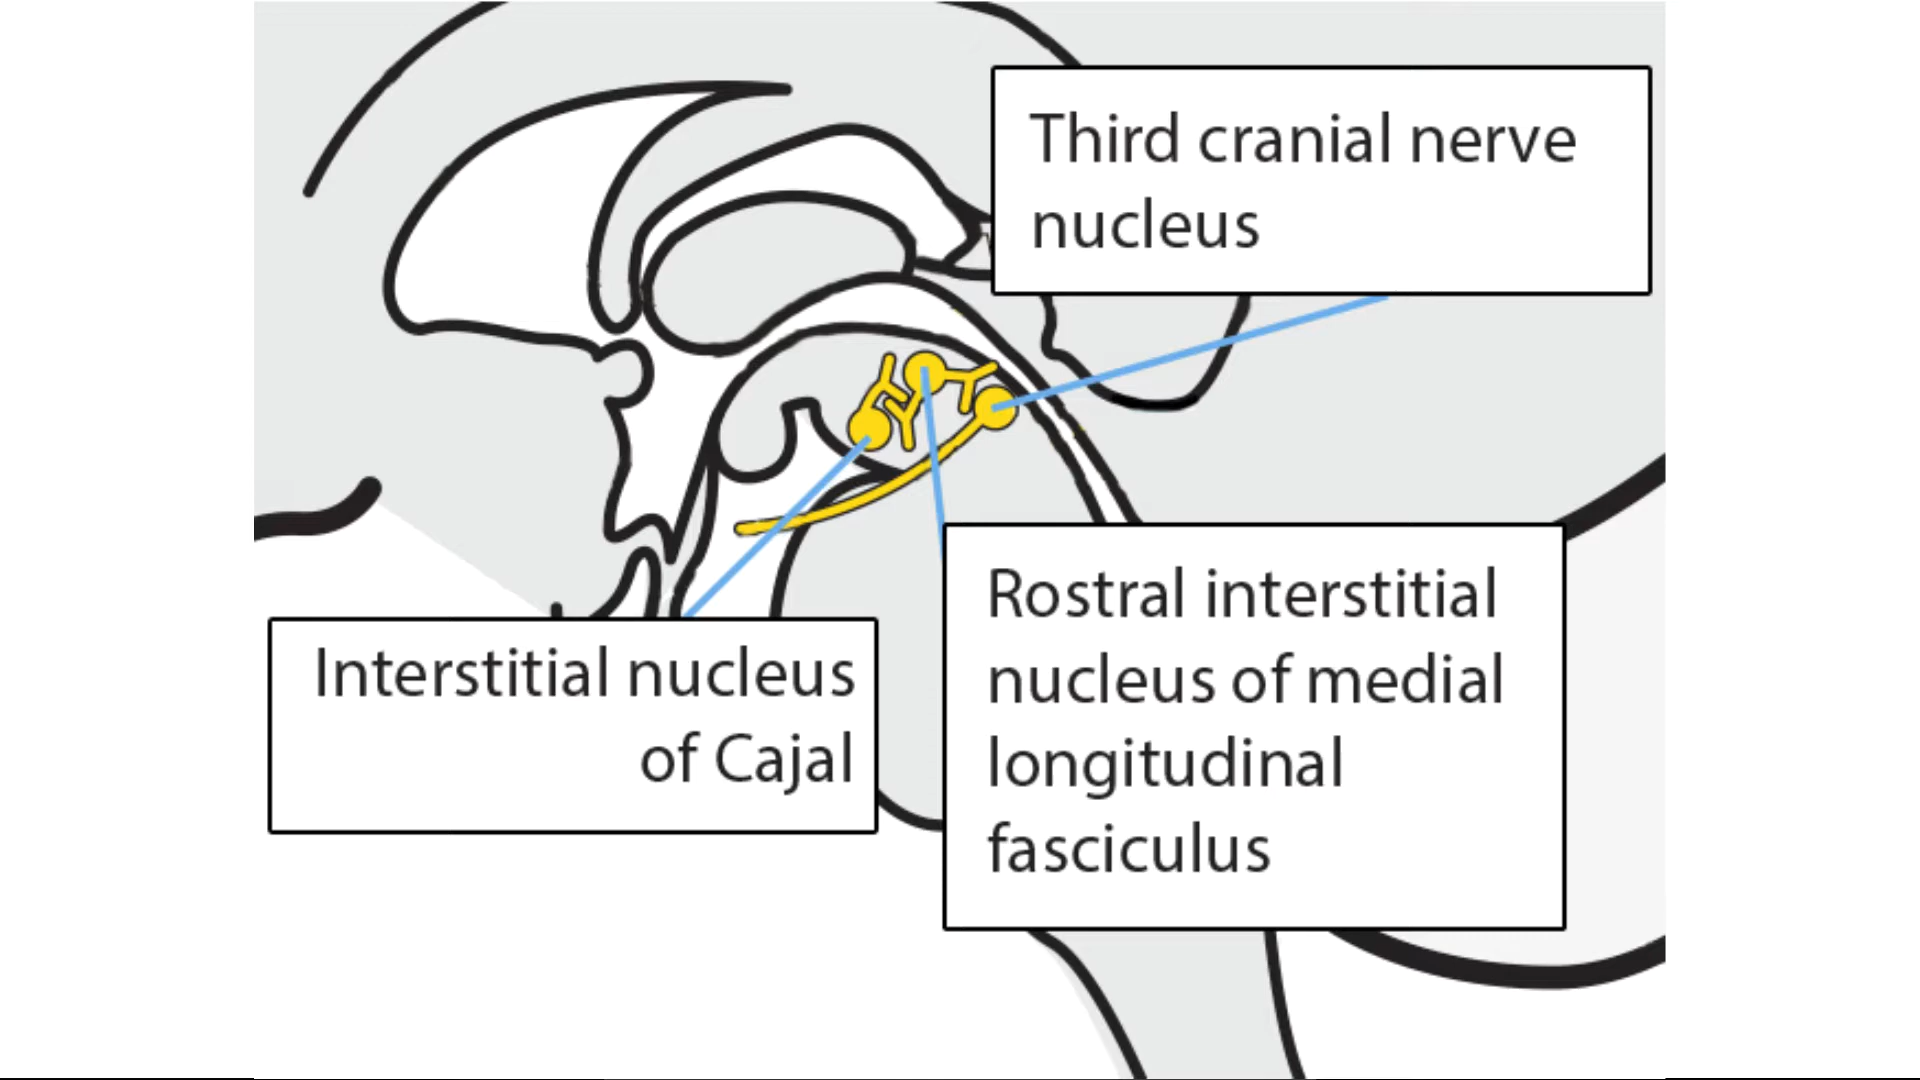 Third cranial nerve
nucleus
Interstitial nucleus
of Cajal
Rostral interstitial
nucleus of medial
longitudinal
fasciculus